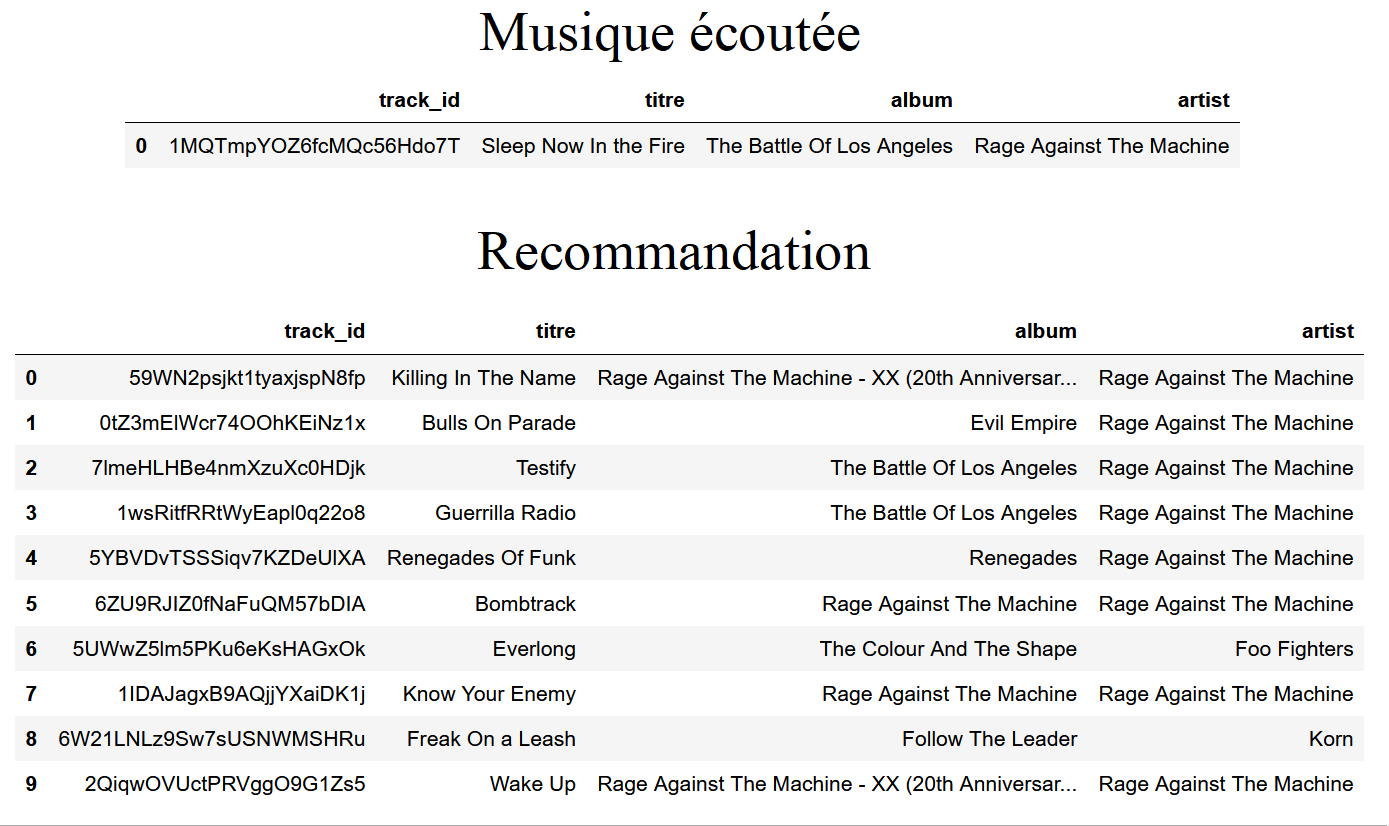 Musique écoutée
track_id titre album artist
0 1MQTmpYOZ6fcMQc56Hdo7T Sleep Now In the Fire The Battle Of Los Angeles Rage Against The Machine
Recommandation
track_id titre album artist
0 59WN2psjkt1tyaxjspN8fp Killing In The Name Rage Against The Machine - XX (20th Anniversar... Rage Against The Machine
1 0tZ3mElWcr74OOhKEiNz1x Bulls On Parade Evil Empire Rage Against The Machine
2 7lmeHLHBe4nmXzuXc0HDjk Testify The Battle Of Los Angeles Rage Against The Machine
3 1wsRitfRRtWyEapl0q22o8 Guerrilla Radio The Battle Of Los Angeles Rage Against The Machine
4 5YBVDvTSSSiqv7KZDeUlXA Renegades Of Funk Renegades Rage Against The Machine
5 6ZU9RJIZ0fNaFuQM57bDIA Bombtrack Rage Against The Machine Rage Against The Machine
6 5UWwZ5lm5PKu6eKsHAGxOk Everlong The Colour And The Shape Foo Fighters
7 1IDAJagxB9AQjjYXaiDK1j Know Your Enemy Rage Against The Machine Rage Against The Machine
8 6W21LNLz9Sw7sUSNWMSHRu Freak On a Leash Follow The Leader Korn
9 2QiqwOVUctPRVggO9G1Zs5 Wake Up Rage Against The Machine - XX (20th Anniversar... Rage Against The Machine